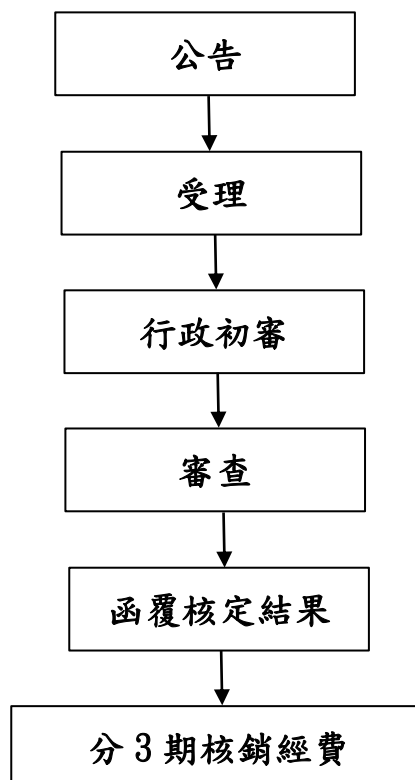 公告
受理
行政初審
審查
函覆核定結果
分 3 期核銷經費